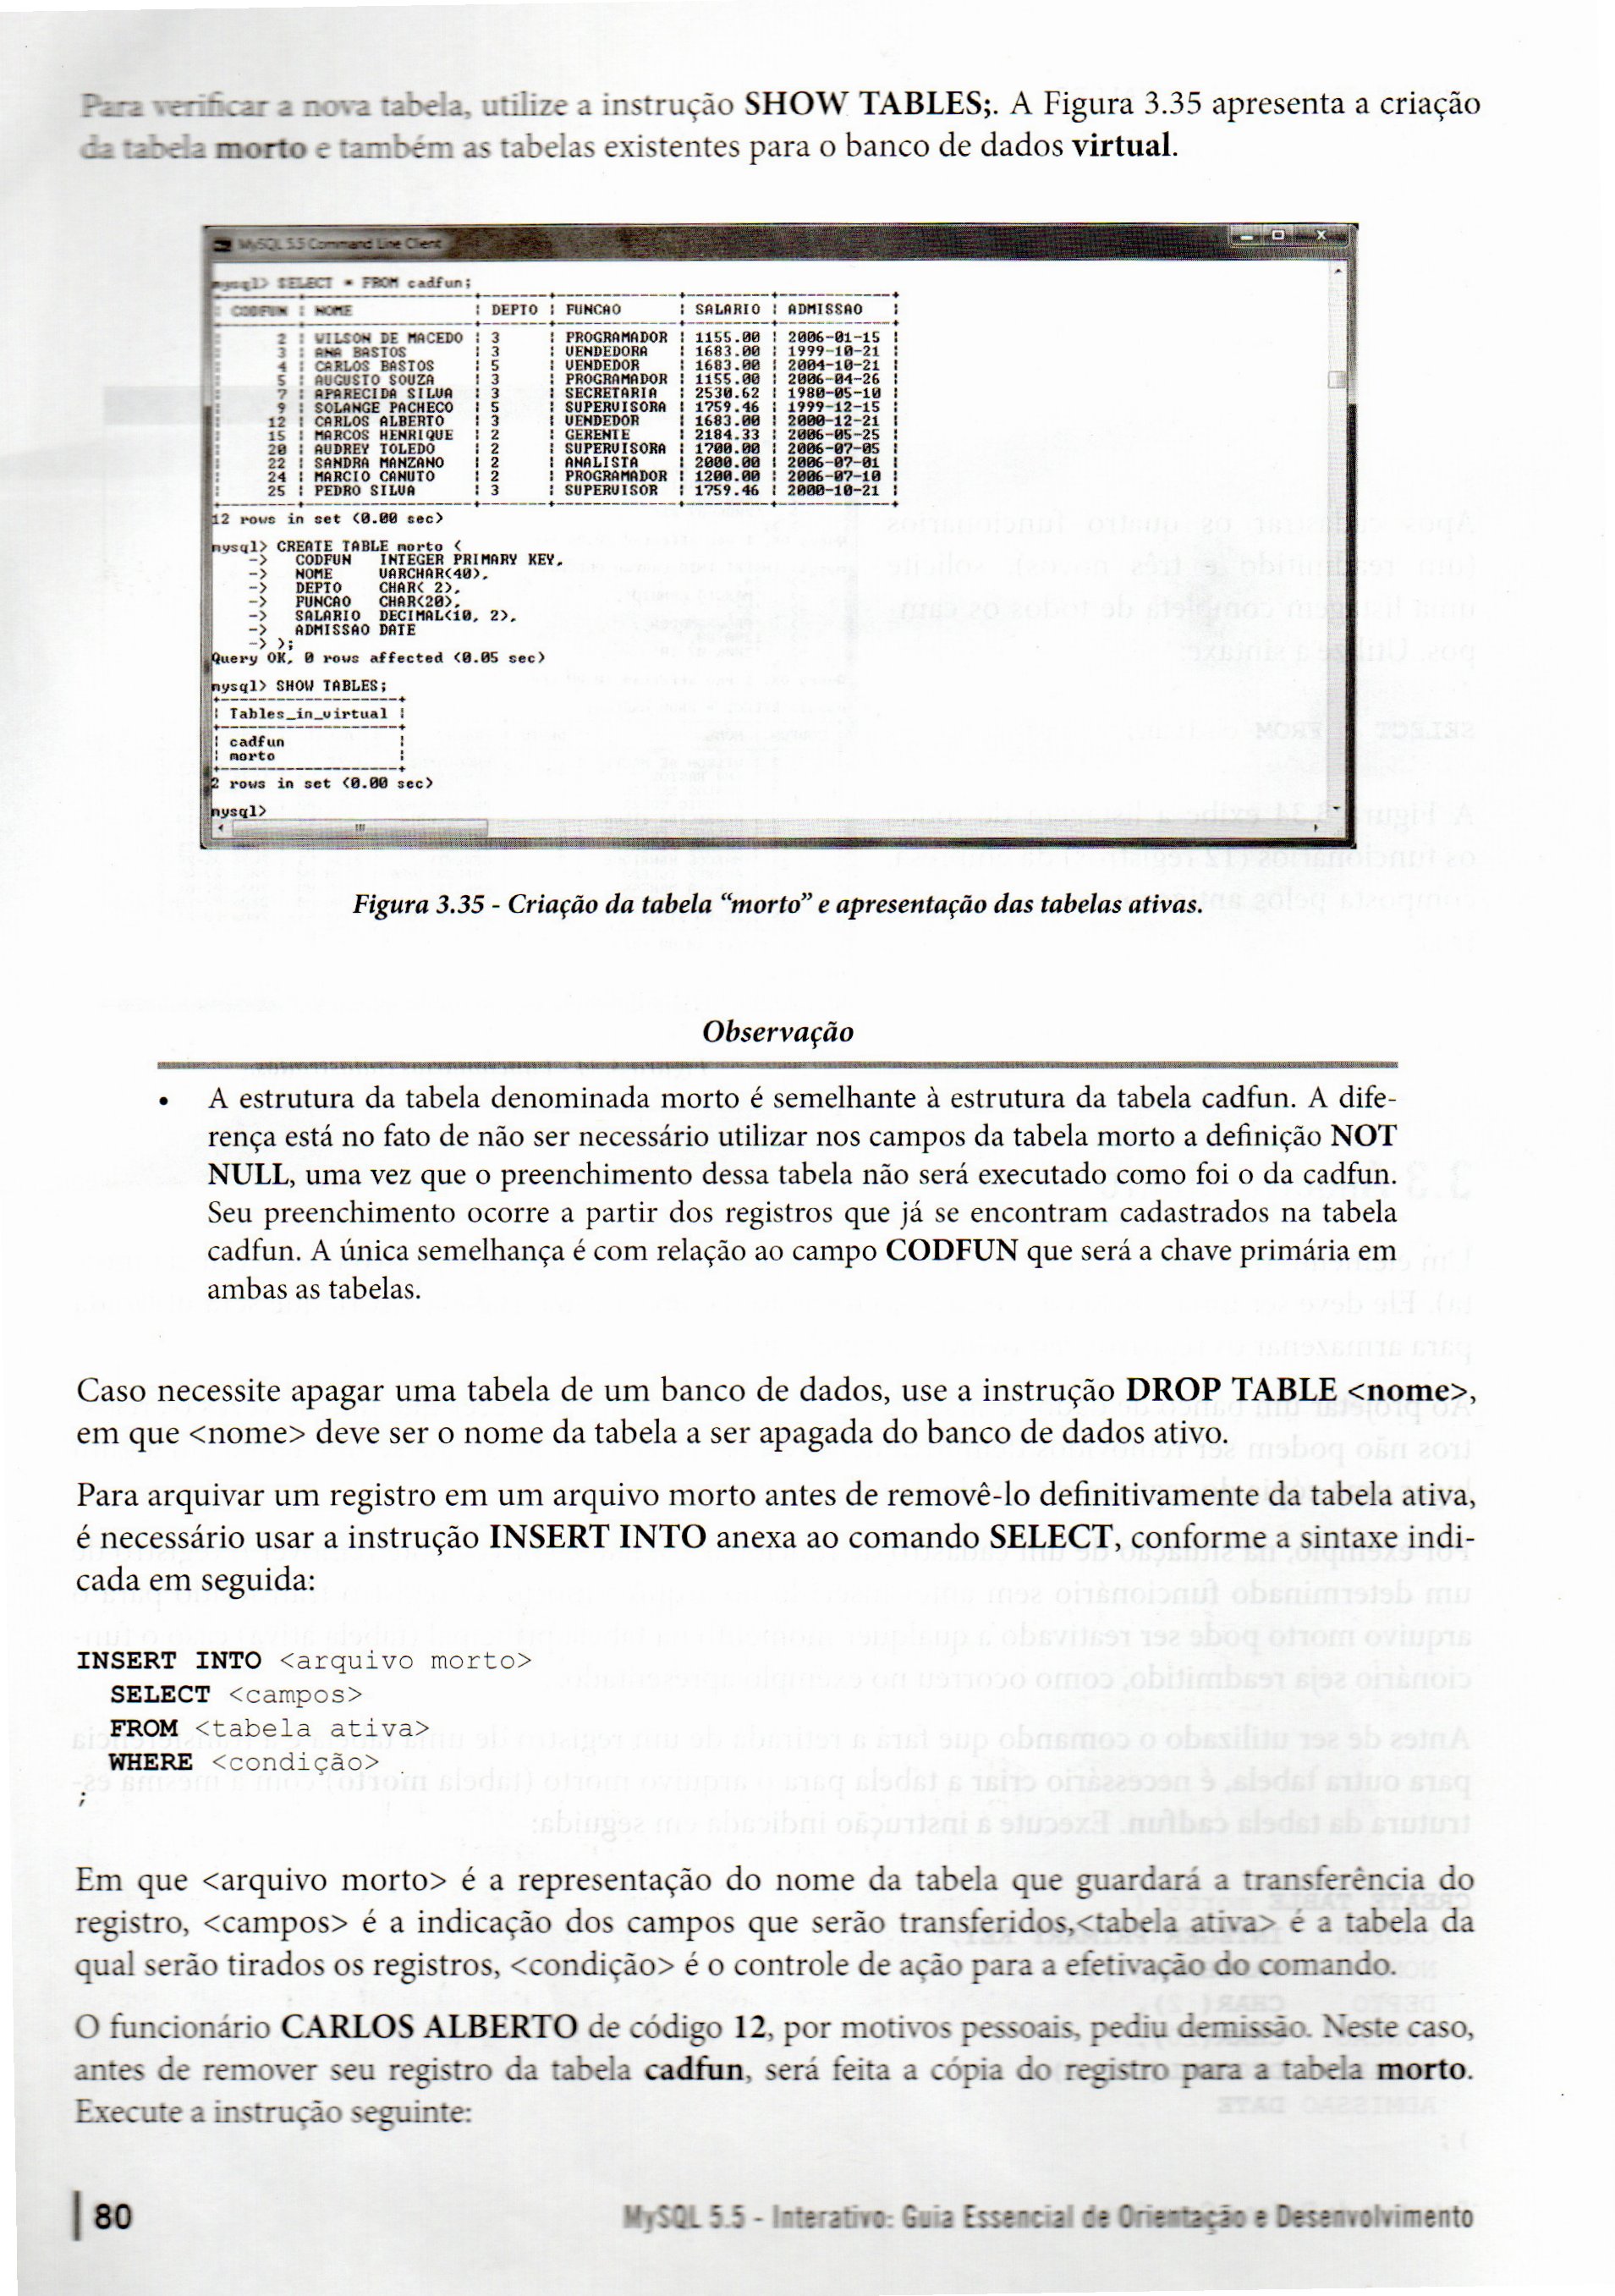 Para verificar a nova tabela, utilize a instrução SHOW TABLES;. A Figura 3.35 apresenta a criação
da tabela morto e também as tabelas existentes para o banco de dados virtual.
MySQL 5.5 Command Line Client
mysql> SELECT * FROM cadfun;
+--------+------------------+-------+-------------+---------+------------+
| CODFUN | NOME | DEPTO | FUNCAO | SALARIO | ADMISSAO |
+--------+------------------+-------+-------------+---------+------------+
| 2 | WILSON DE MACEDO | 3 | PROGRAMADOR | 1155.00 | 2006-01-15 |
| 3 | ANA BASTOS | 3 | VENDEDORA | 1683.00 | 1999-10-21 |
| 4 | CARLOS BASTOS | 5 | VENDEDOR | 1683.00 | 2004-10-21 |
| 5 | AUGUSTO SOUZA | 3 | PROGRAMADOR | 1155.00 | 2006-04-26 |
| 7 | APARECIDA SILVA | 3 | SECRETARIA | 2530.62 | 1980-05-10 |
| 9 | SOLANGE PACHECO | 5 | SUPERVISORA | 1759.46 | 1999-12-15 |
| 12 | CARLOS ALBERTO | 3 | VENDEDOR | 1683.00 | 2000-12-21 |
| 15 | MARCOS HENRIQUE | 2 | GERENTE | 2184.33 | 2006-05-25 |
| 20 | AUDREY TOLEDO | 2 | SUPERVISORA | 1700.00 | 2006-07-05 |
| 22 | SANDRA MANZANO | 2 | ANALISTA | 2000.00 | 2006-07-01 |
| 24 | MARCIO CANUTO | 2 | PROGRAMADOR | 1200.00 | 2006-07-10 |
| 25 | PEDRO SILVA | 3 | SUPERVISOR | 1759.46 | 2000-10-21 |
+--------+------------------+-------+-------------+---------+------------+
12 rows in set (0.00 sec)
mysql> CREATE TABLE morto (
-> CODFUN INTEGER PRIMARY KEY,
-> NOME VARCHAR(40),
-> DEPTO CHAR( 2),
-> FUNCAO CHAR(20),
-> SALARIO DECIMAL(10, 2),
-> ADMISSAO DATE
-> );
Query OK, 0 rows affected (0.05 sec)
mysql> SHOW TABLES;
+-------------------+
| Tables_in_virtual |
+-------------------+
| cadfun |
| morto |
+-------------------+
2 rows in set (0.00 sec)
mysql>
Figura 3.35 - Criação da tabela “morto” e apresentação das tabelas ativas.
Observação
• A estrutura da tabela denominada morto é semelhante à estrutura da tabela cadfun. A dife-
rença está no fato de não ser necessário utilizar nos campos da tabela morto a definição NOT
NULL, uma vez que o preenchimento dessa tabela não será executado como foi o da cadfun.
Seu preenchimento ocorre a partir dos registros que já se encontram cadastrados na tabela
cadfun. A única semelhança é com relação ao campo CODFUN que será a chave primária em
ambas as tabelas.
Caso necessite apagar uma tabela de um banco de dados, use a instrução DROP TABLE <nome>,
em que <nome> deve ser o nome da tabela a ser apagada do banco de dados ativo.
Para arquivar um registro em um arquivo morto antes de removê-lo definitivamente da tabela ativa,
é necessário usar a instrução INSERT INTO anexa ao comando SELECT, conforme a sintaxe indi-
cada em seguida:
INSERT INTO <arquivo morto>
SELECT <campos>
FROM <tabela ativa>
WHERE <condição>
;
Em que <arquivo morto> é a representação do nome da tabela que guardará a transferência do
registro, <campos> é a indicação dos campos que serão transferidos,<tabela ativa> é a tabela da
qual serão tirados os registros, <condição> é o controle de ação para a efetivação do comando.
O funcionário CARLOS ALBERTO de código 12, por motivos pessoais, pediu demissão. Neste caso,
antes de remover seu registro da tabela cadfun, será feita a cópia do registro para a tabela morto.
Execute a instrução seguinte:
80
MySQL 5.5 - Interativo: Guia Essencial de Orientação e Desenvolvimento